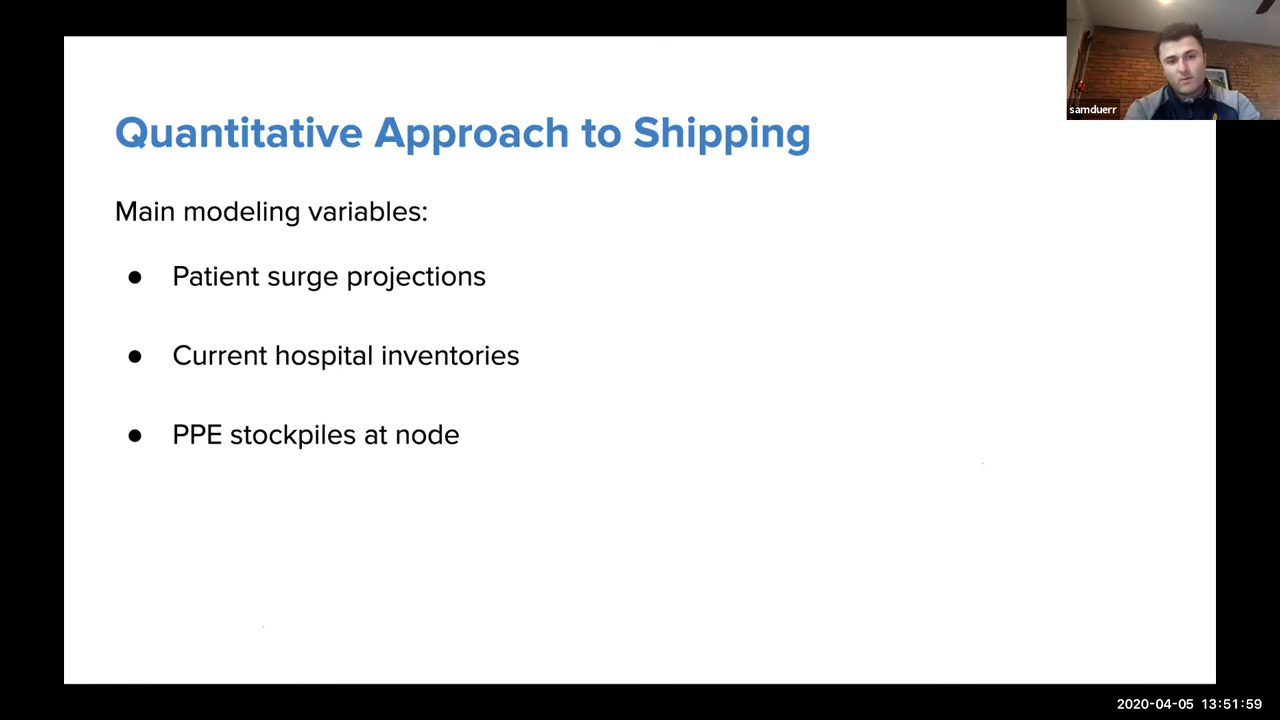 samduerr
Quantitative Approach to Shipping
Main modeling variables:
● Patient surge projections
● Current hospital inventories
● PPE stockpiles at node
2020-04-05 13:51:59